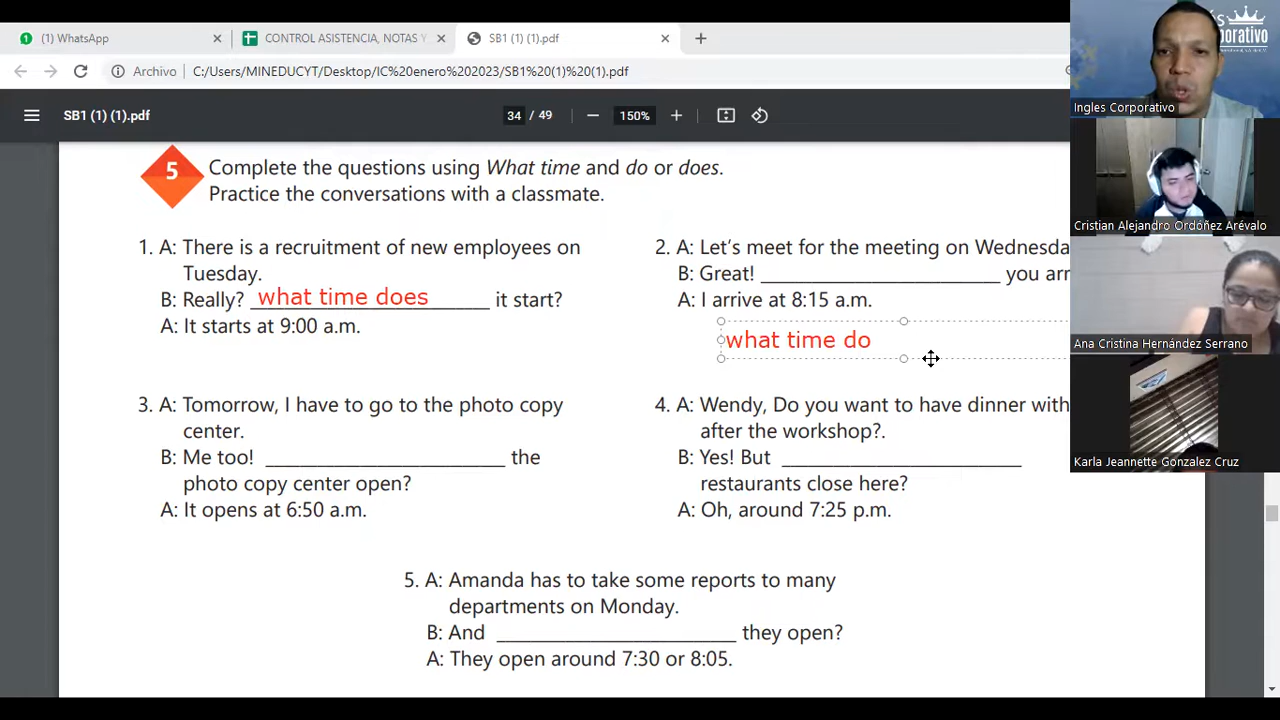 (1) WhatsApp
CONTROL ASISTENCIA, NOTAS Y
SB1 (1) (1).pdf
Archivo
C:/Users/MINEDUCYT/Desktop/IC%20enero%202023/SB1%20(1)%20(1).pdf
SB1 (1) (1).pdf
34 / 49
150%
5
Complete the questions using What time and do or does.
Practice the conversations with a classmate.
1. A: There is a recruitment of new employees on
Tuesday.
B: Really? what time does it start?
A: It starts at 9:00 a.m.
2. A: Let's meet for the meeting on Wednesda
B: Great! ______________________ you arr
A: I arrive at 8:15 a.m.
what time do
3. A: Tomorrow, I have to go to the photo copy
center.
B: Me too! ______________________ the
photo copy center open?
A: It opens at 6:50 a.m.
4. A: Wendy, Do you want to have dinner with
after the workshop?.
B: Yes! But ______________________
restaurants close here?
A: Oh, around 7:25 p.m.
5. A: Amanda has to take some reports to many
departments on Monday.
B: And ______________________ they open?
A: They open around 7:30 or 8:05.
Ingles Corporativo
Cristian Alejandro Ordóñez Arévalo
Ana Cristina Hernández Serrano
Karla Jeannette Gonzalez Cruz